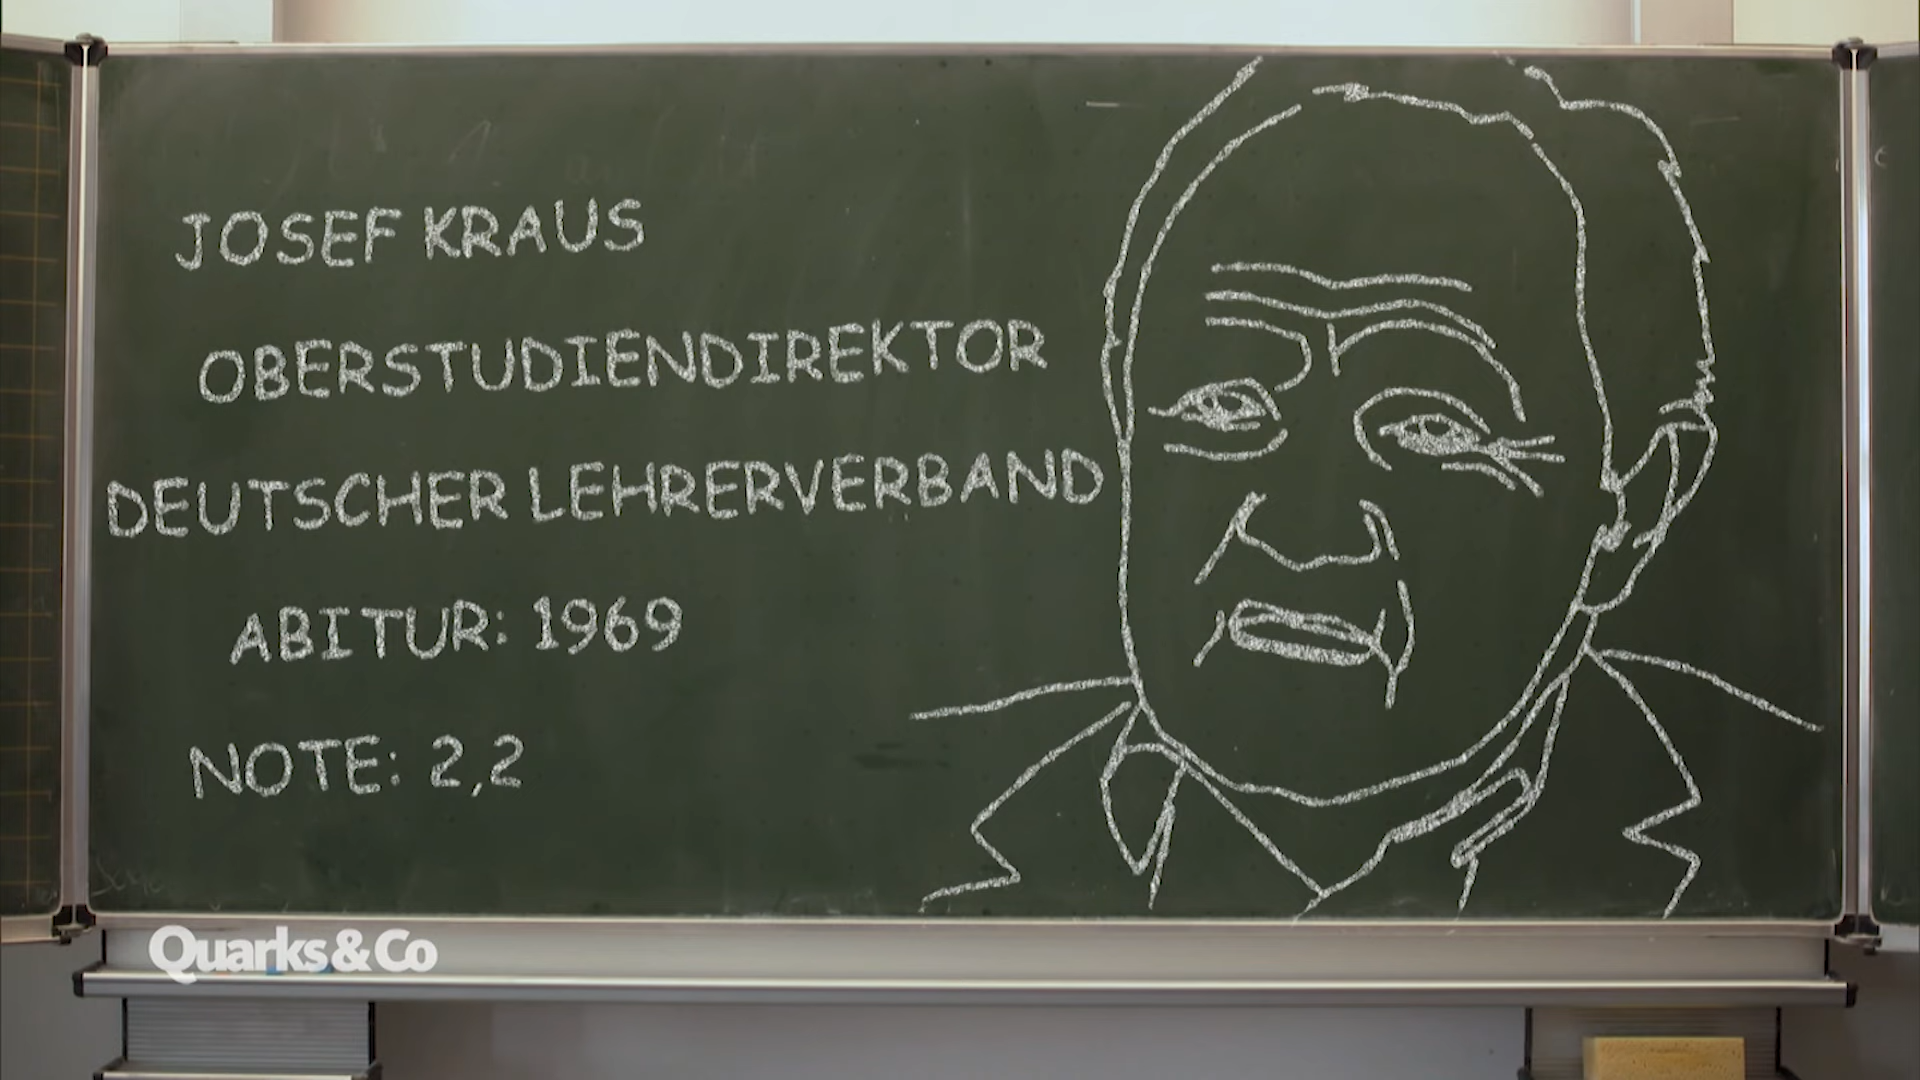 JOSEF KRAUS
OBERSTUDIENDIREKTOR
DEUTSCHER LEHRERVERBAND
ABITUR: 1969
NOTE: 2,2
Quarks&Co